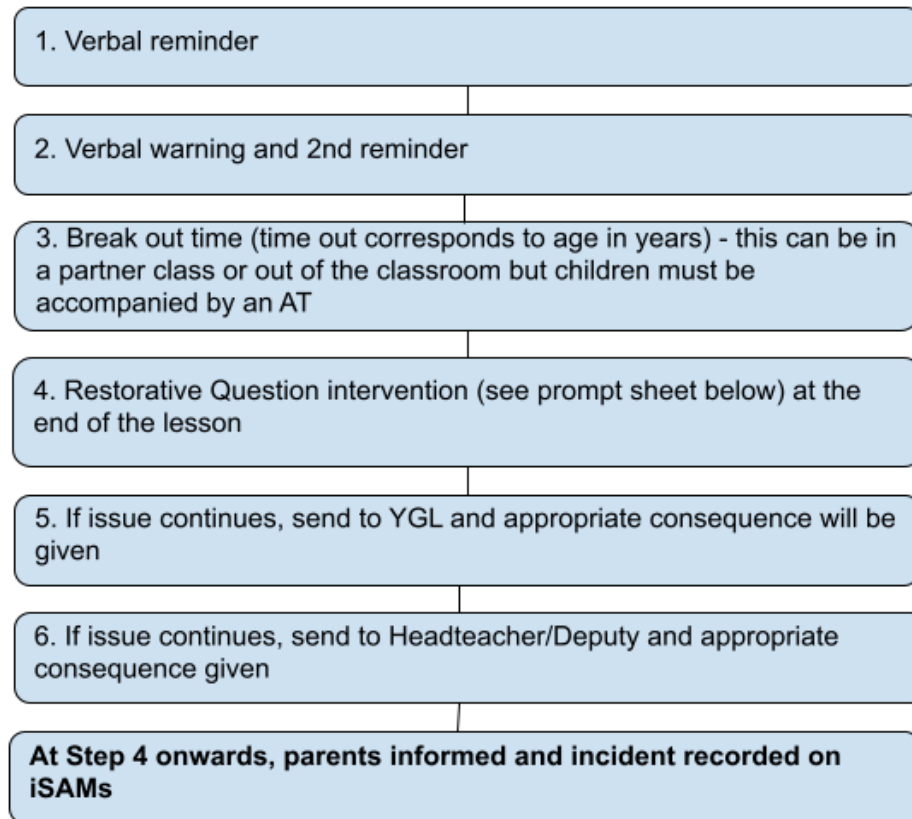 1. Verbal reminder
2. Verbal warning and 2nd reminder
3. Break out time (time out corresponds to age in years) - this can be in
a partner class or out of the classroom but children must be
accompanied by an AT
4. Restorative Question intervention (see prompt sheet below) at the
end of the lesson
5. If issue continues, send to YGL and appropriate consequence will be
given
6. If issue continues, send to Headteacher/Deputy and appropriate
consequence given
At Step 4 onwards, parents informed and incident recorded on
iSAMs